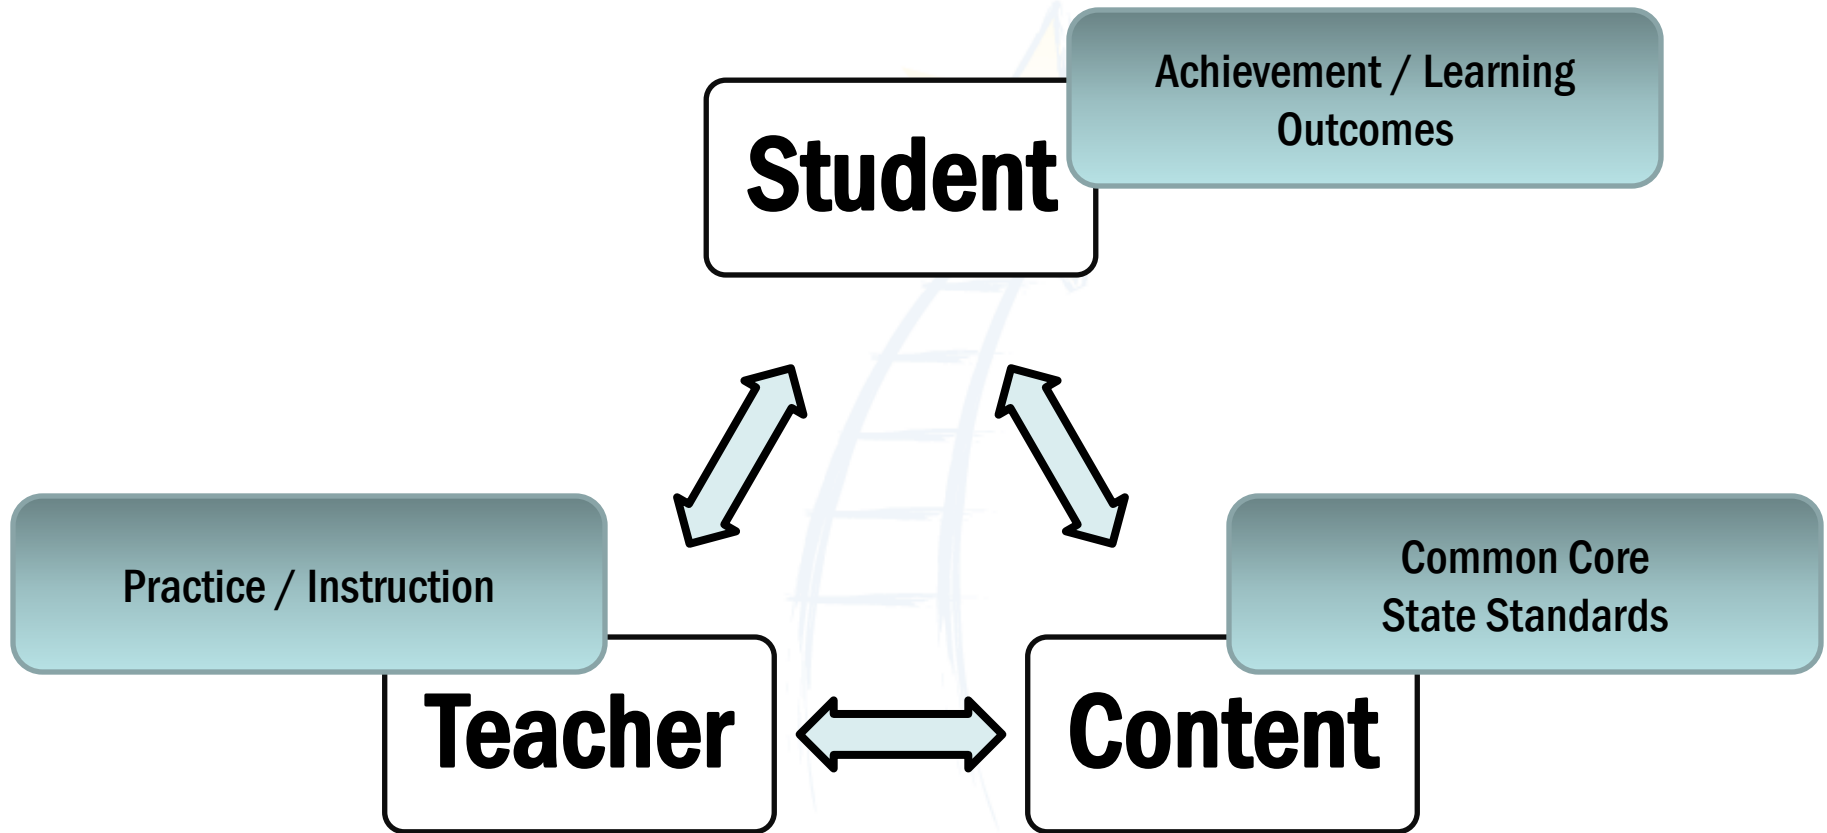 Achievement / Learning
Outcomes
Student
Practice / Instruction
Common Core
State Standards
Teacher
Content